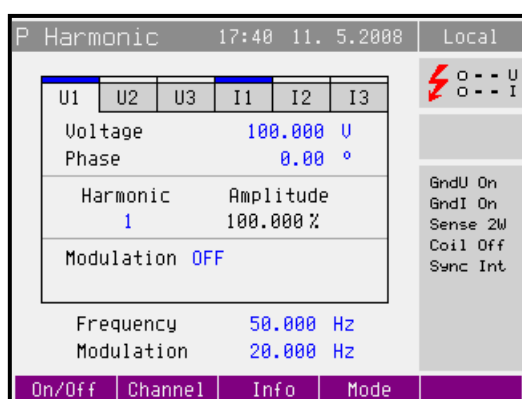 P Harmonic 17:40 11. 5.2008 Local
U1 U2 U3 I1 I2 I3
Voltage 100.000 U
Phase 0.00 °
Harmonic Amplitude
1 100.000 %
Modulation OFF
Frequency 50.000 Hz
Modulation 20.000 Hz
O-- U
O-- I
GndU On
GndI On
Sense 2W
Coil Off
Sync Int
On/Off Channel Info Mode